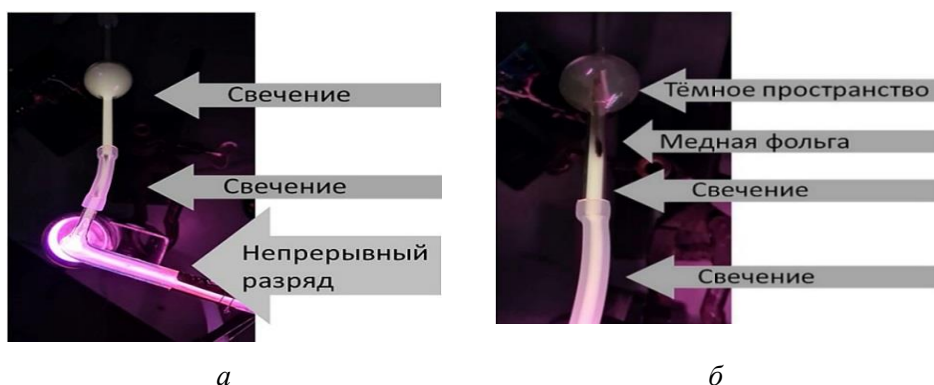 Свечение
Свечение
Непрерывный
разряд
Тёмное пространство
Медная фольга
Свечение
Свечение
а
б